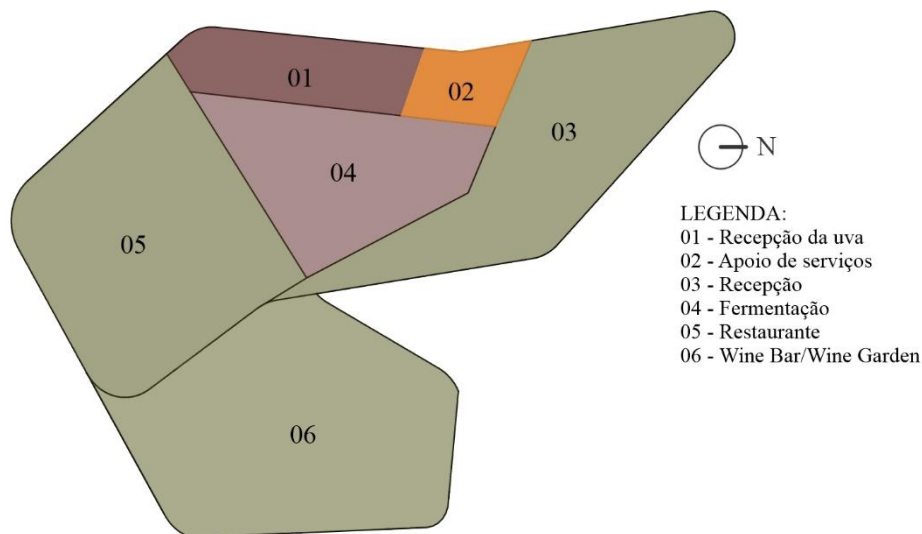 01
02
03
04
05
06
N
LEGENDA:
01 - Recepção da uva
02 - Apoio de serviços
03 - Recepção
04 - Fermentação
05 - Restaurante
06 - Wine Bar/Wine Garden